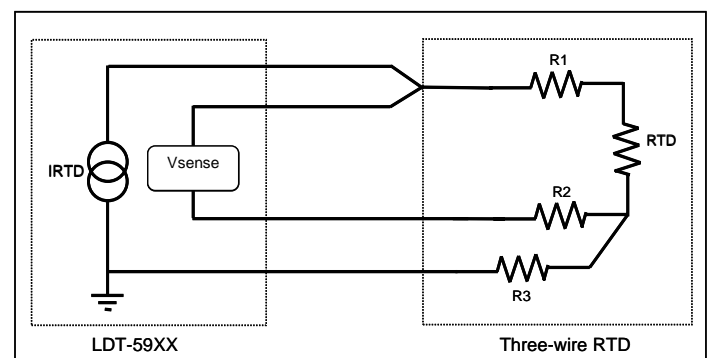 R1
RTD
IRTD
Vsense
R2
R3
LDT-59XX
Three-wire RTD